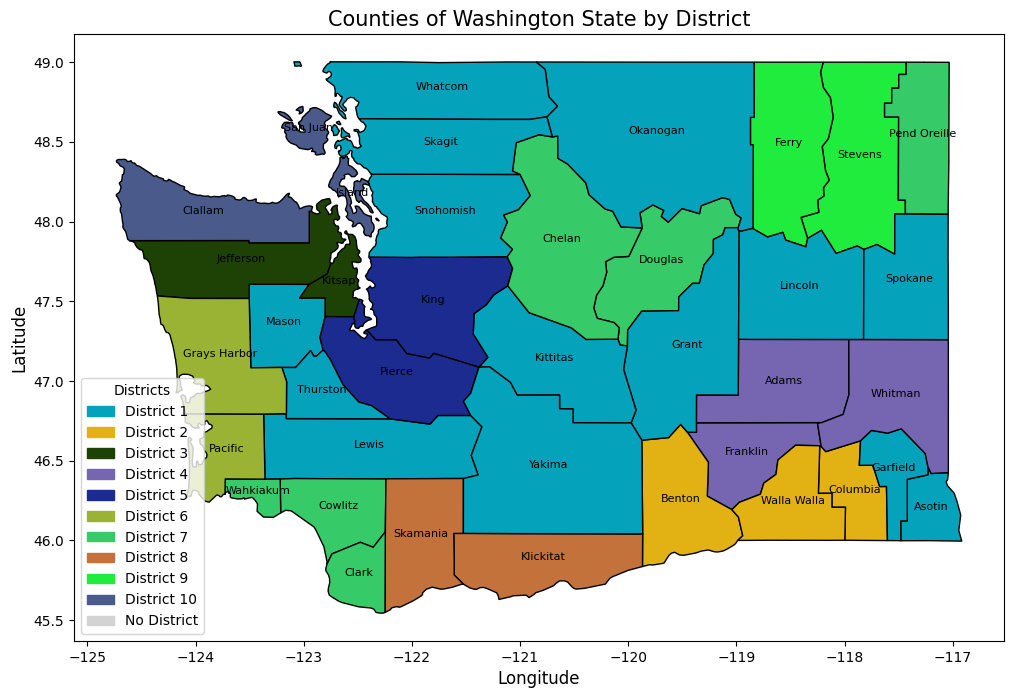 Counties of Washington State by District
49.0
48.5
48.0
47.5
47.0
46.5
46.0
45.5
Latitude
Whatcom
San Juan
Skagit
Okanogan
Ferry
Stevens
Pend Oreille
Island
Clallam
Snohomish
Chelan
Jefferson
Kitsap
Douglas
King
Lincoln
Spokane
Mason
Grays Harbor
Kittitas
Grant
Pierce
Thurston
Adams
Whitman
Pacific
Lewis
Yakima
Franklin
Garfield
Wahkiakum
Cowlitz
Benton
Walla Walla
Columbia
Asotin
Skamania
Klickitat
Clark
Districts
District 1
District 2
District 3
District 4
District 5
District 6
District 7
District 8
District 9
District 10
No District
−125 −124 −123 −122 −121 −120 −119 −118 −117
Longitude